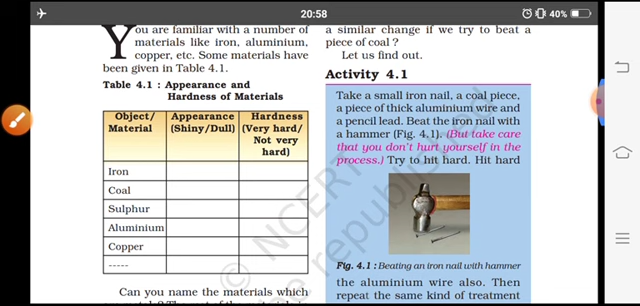 20:58
40%
You are familiar with a number of
materials like iron, aluminium,
copper, etc. Some materials have
been given in Table 4.1.
Table 4.1 : Appearance and
Hardness of Materials
Object/ Material Appearance (Shiny/Dull) Hardness (Very hard/ Not very hard)
Iron
Coal
Sulphur
Aluminium
Copper
-----
Can you name the materials which
a similar change if we try to beat a
piece of coal ?
Let us find out.
Activity 4.1
Take a small iron nail, a coal piece,
a piece of thick aluminium wire and
a pencil lead. Beat the iron nail with
a hammer (Fig. 4.1). (But take care
that you don't hurt yourself in the
process.) Try to hit hard. Hit hard
Fig. 4.1 : Beating an iron nail with hammer
the aluminium wire also. Then
repeat the same kind of treatment
© NCERT
republished